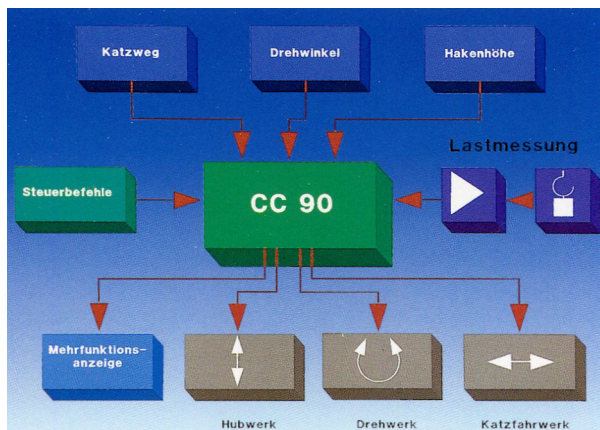 Katzweg
Drehwinkel
Hakenhöhe
Lastmessung
Steuerbefehle
CC 90
Mehrfunktions-
anzeige
Hubwerk
Drehwerk
Katzfahrwerk